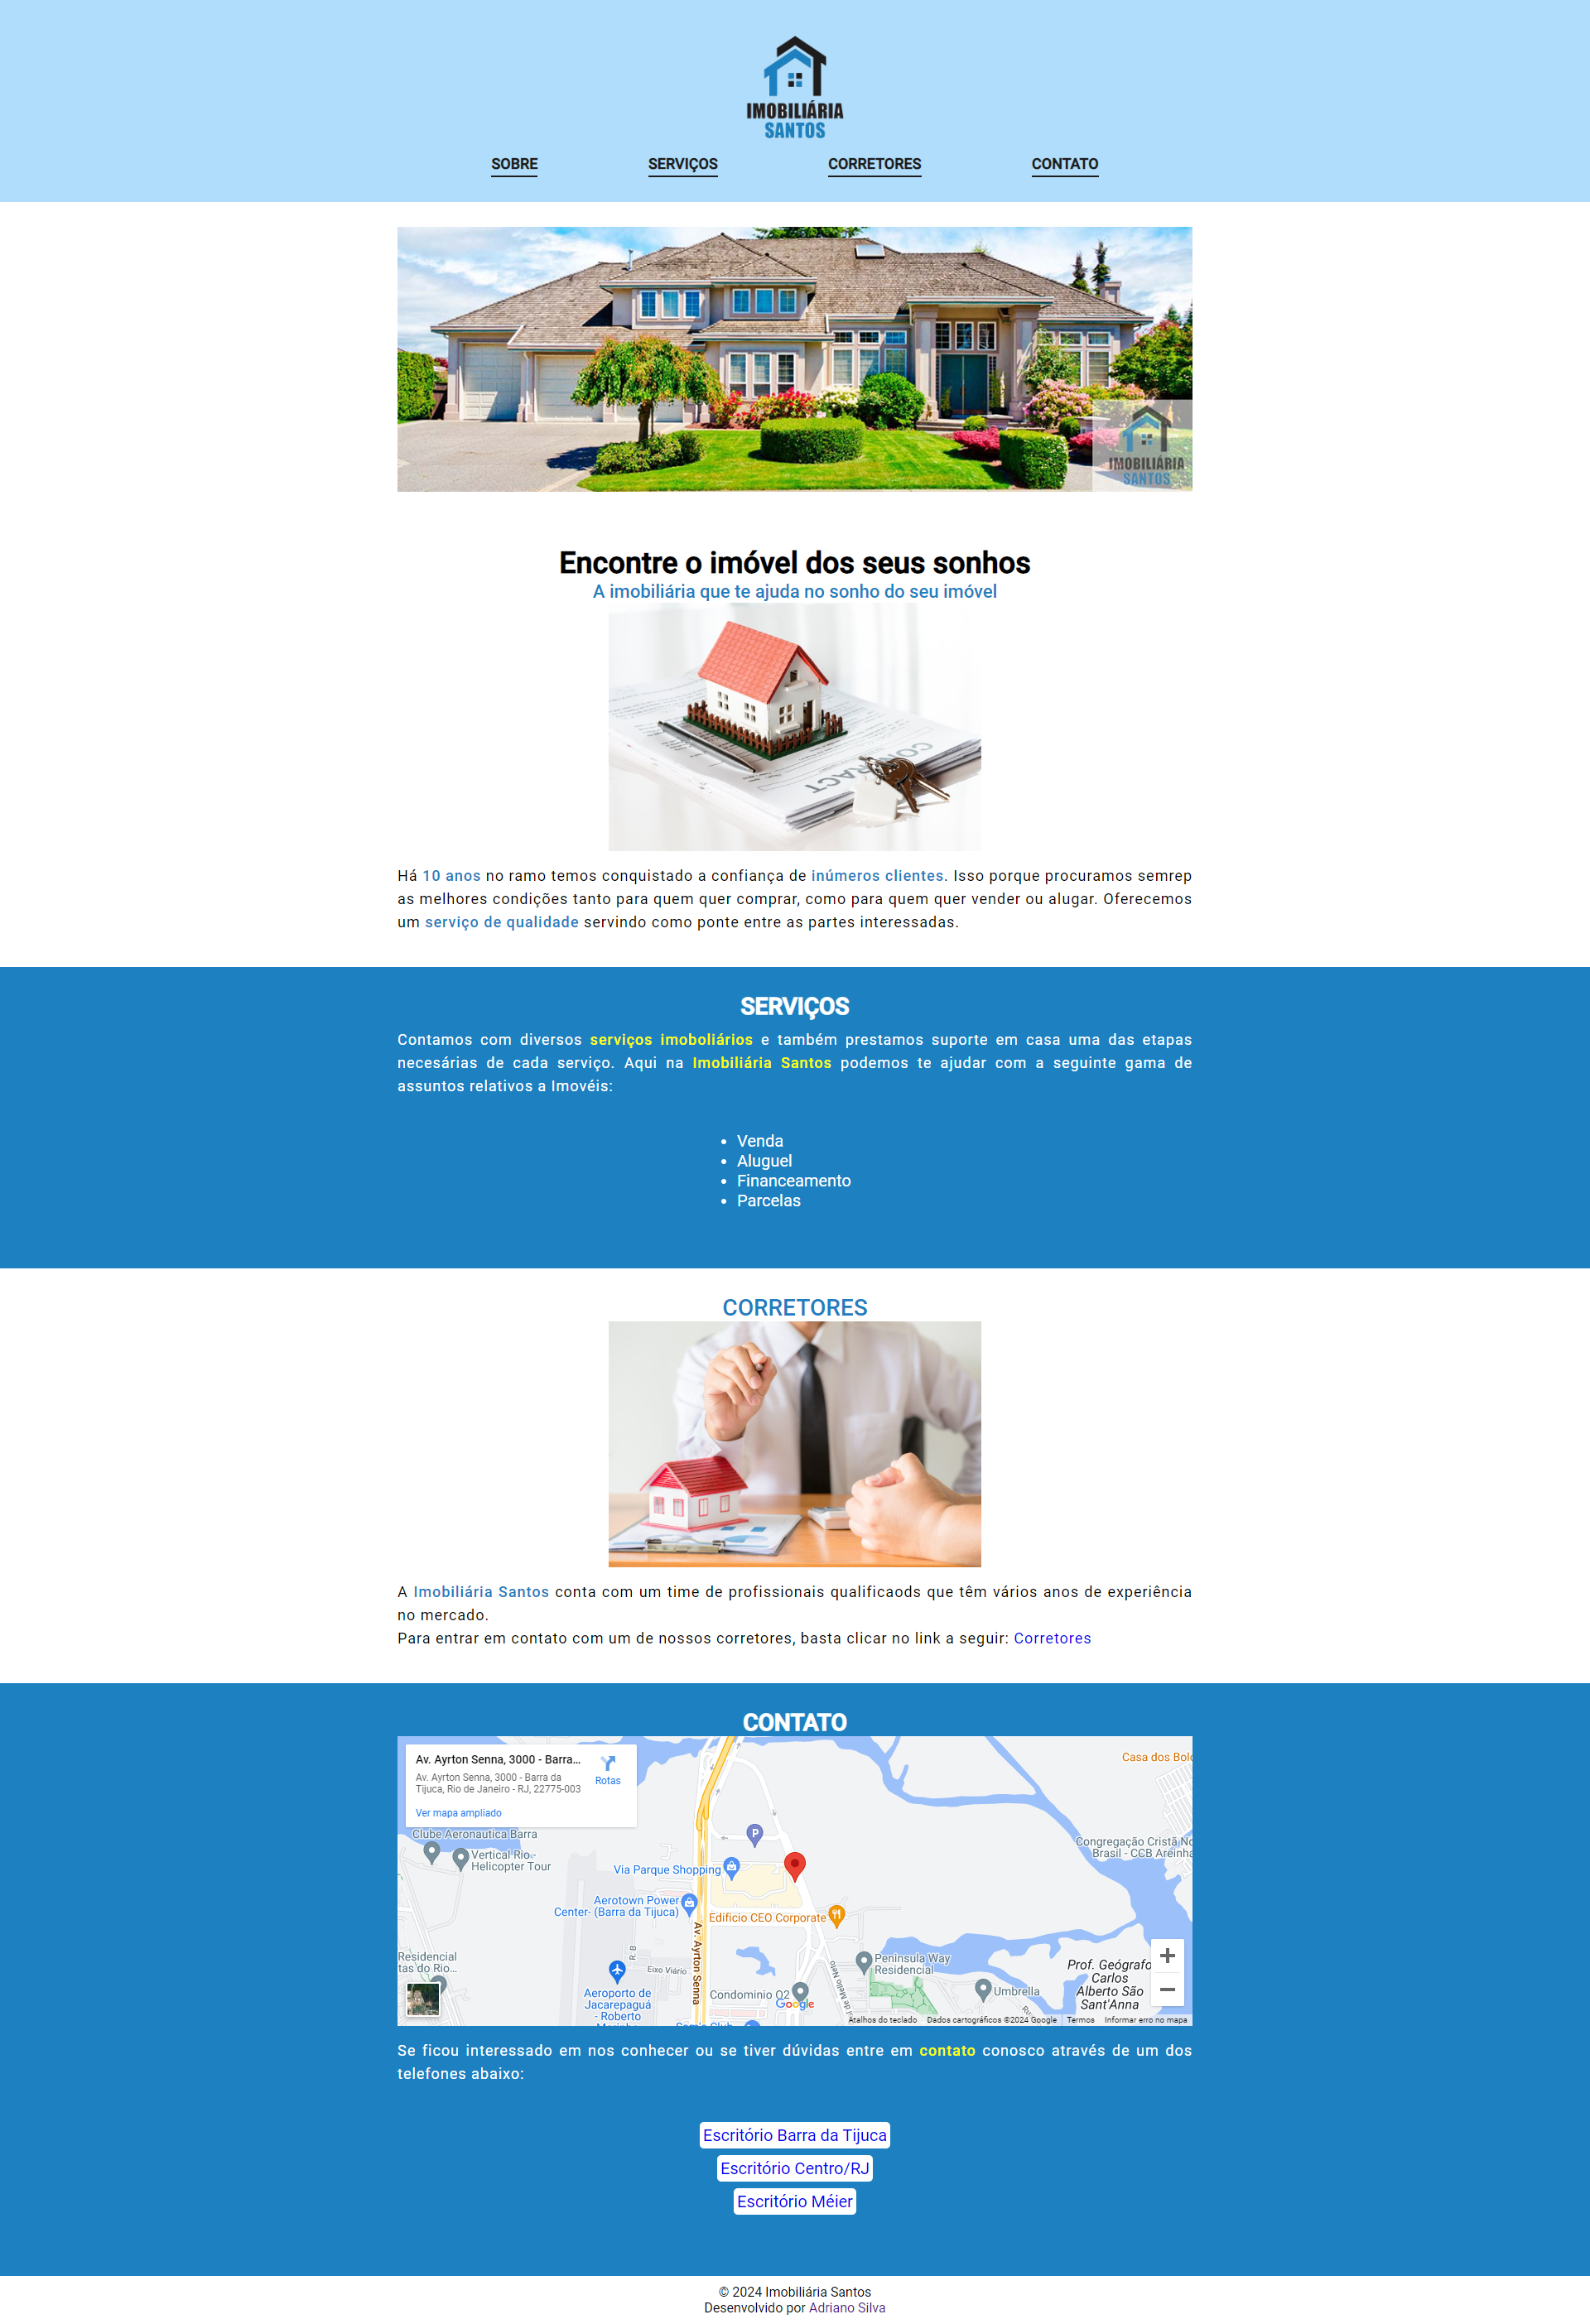 IMOBILIÁRIA
SANTOS
SOBRE
SERVIÇOS
CORRETORES
CONTATO
IMOBILIÁRIA
SANTOS
Encontre o imóvel dos seus sonhos
A imobiliária que te ajuda no sonho do seu imóvel
CONTRACT
Há 10 anos no ramo temos conquistado a confiança de inúmeros clientes. Isso porque procuramos semrep
as melhores condições tanto para quem quer comprar, como para quem quer vender ou alugar. Oferecemos
um serviço de qualidade servindo como ponte entre as partes interessadas.
SERVIÇOS
Contamos com diversos serviços imoboliários e também prestamos suporte em casa uma das etapas
necesárias de cada serviço. Aqui na Imobiliária Santos podemos te ajudar com a seguinte gama de
assuntos relativos a Imovéis:
• Venda
• Aluguel
• Financeamento
• Parcelas
CORRETORES
A Imobiliária Santos conta com um time de profissionais qualificaods que têm vários anos de experiência
no mercado.
Para entrar em contato com um de nossos corretores, basta clicar no link a seguir: Corretores
CONTATO
Av. Ayrton Senna, 3000 - Barra...
Av. Ayrton Senna, 3000 - Barra da
Tijuca, Rio de Janeiro - RJ, 22775-003
Rotas
Ver mapa ampliado
Casa dos Bolo
Clube Aeronautica Barra
Vertical Rio -
Helicopter Tour
P
Congregação Cristã No
Brasil - CCB Areinha
Via Parque Shopping
Aerotown Power
Center- (Barra da Tijuca)
Edificio CEO Corporate
Av. Ayrton Senna
R. B
Eixo Viário
Residencial
tas do Rio...
Aeroporto de
Jacarepaguá
- Roberto
Condominio O2
Google
Peninsula Way
Residencial
Umbrella
Prof. Geógrafo
Carlos
Alberto São
Sant'Anna
Atalhos do teclado
Dados cartográficos ©2024 Google
Termos
Informar erro no mapa
Se ficou interessado em nos conhecer ou se tiver dúvidas entre em contato conosco através de um dos
telefones abaixo:
Escritório Barra da Tijuca
Escritório Centro/RJ
Escritório Méier
© 2024 Imobiliária Santos
Desenvolvido por Adriano Silva